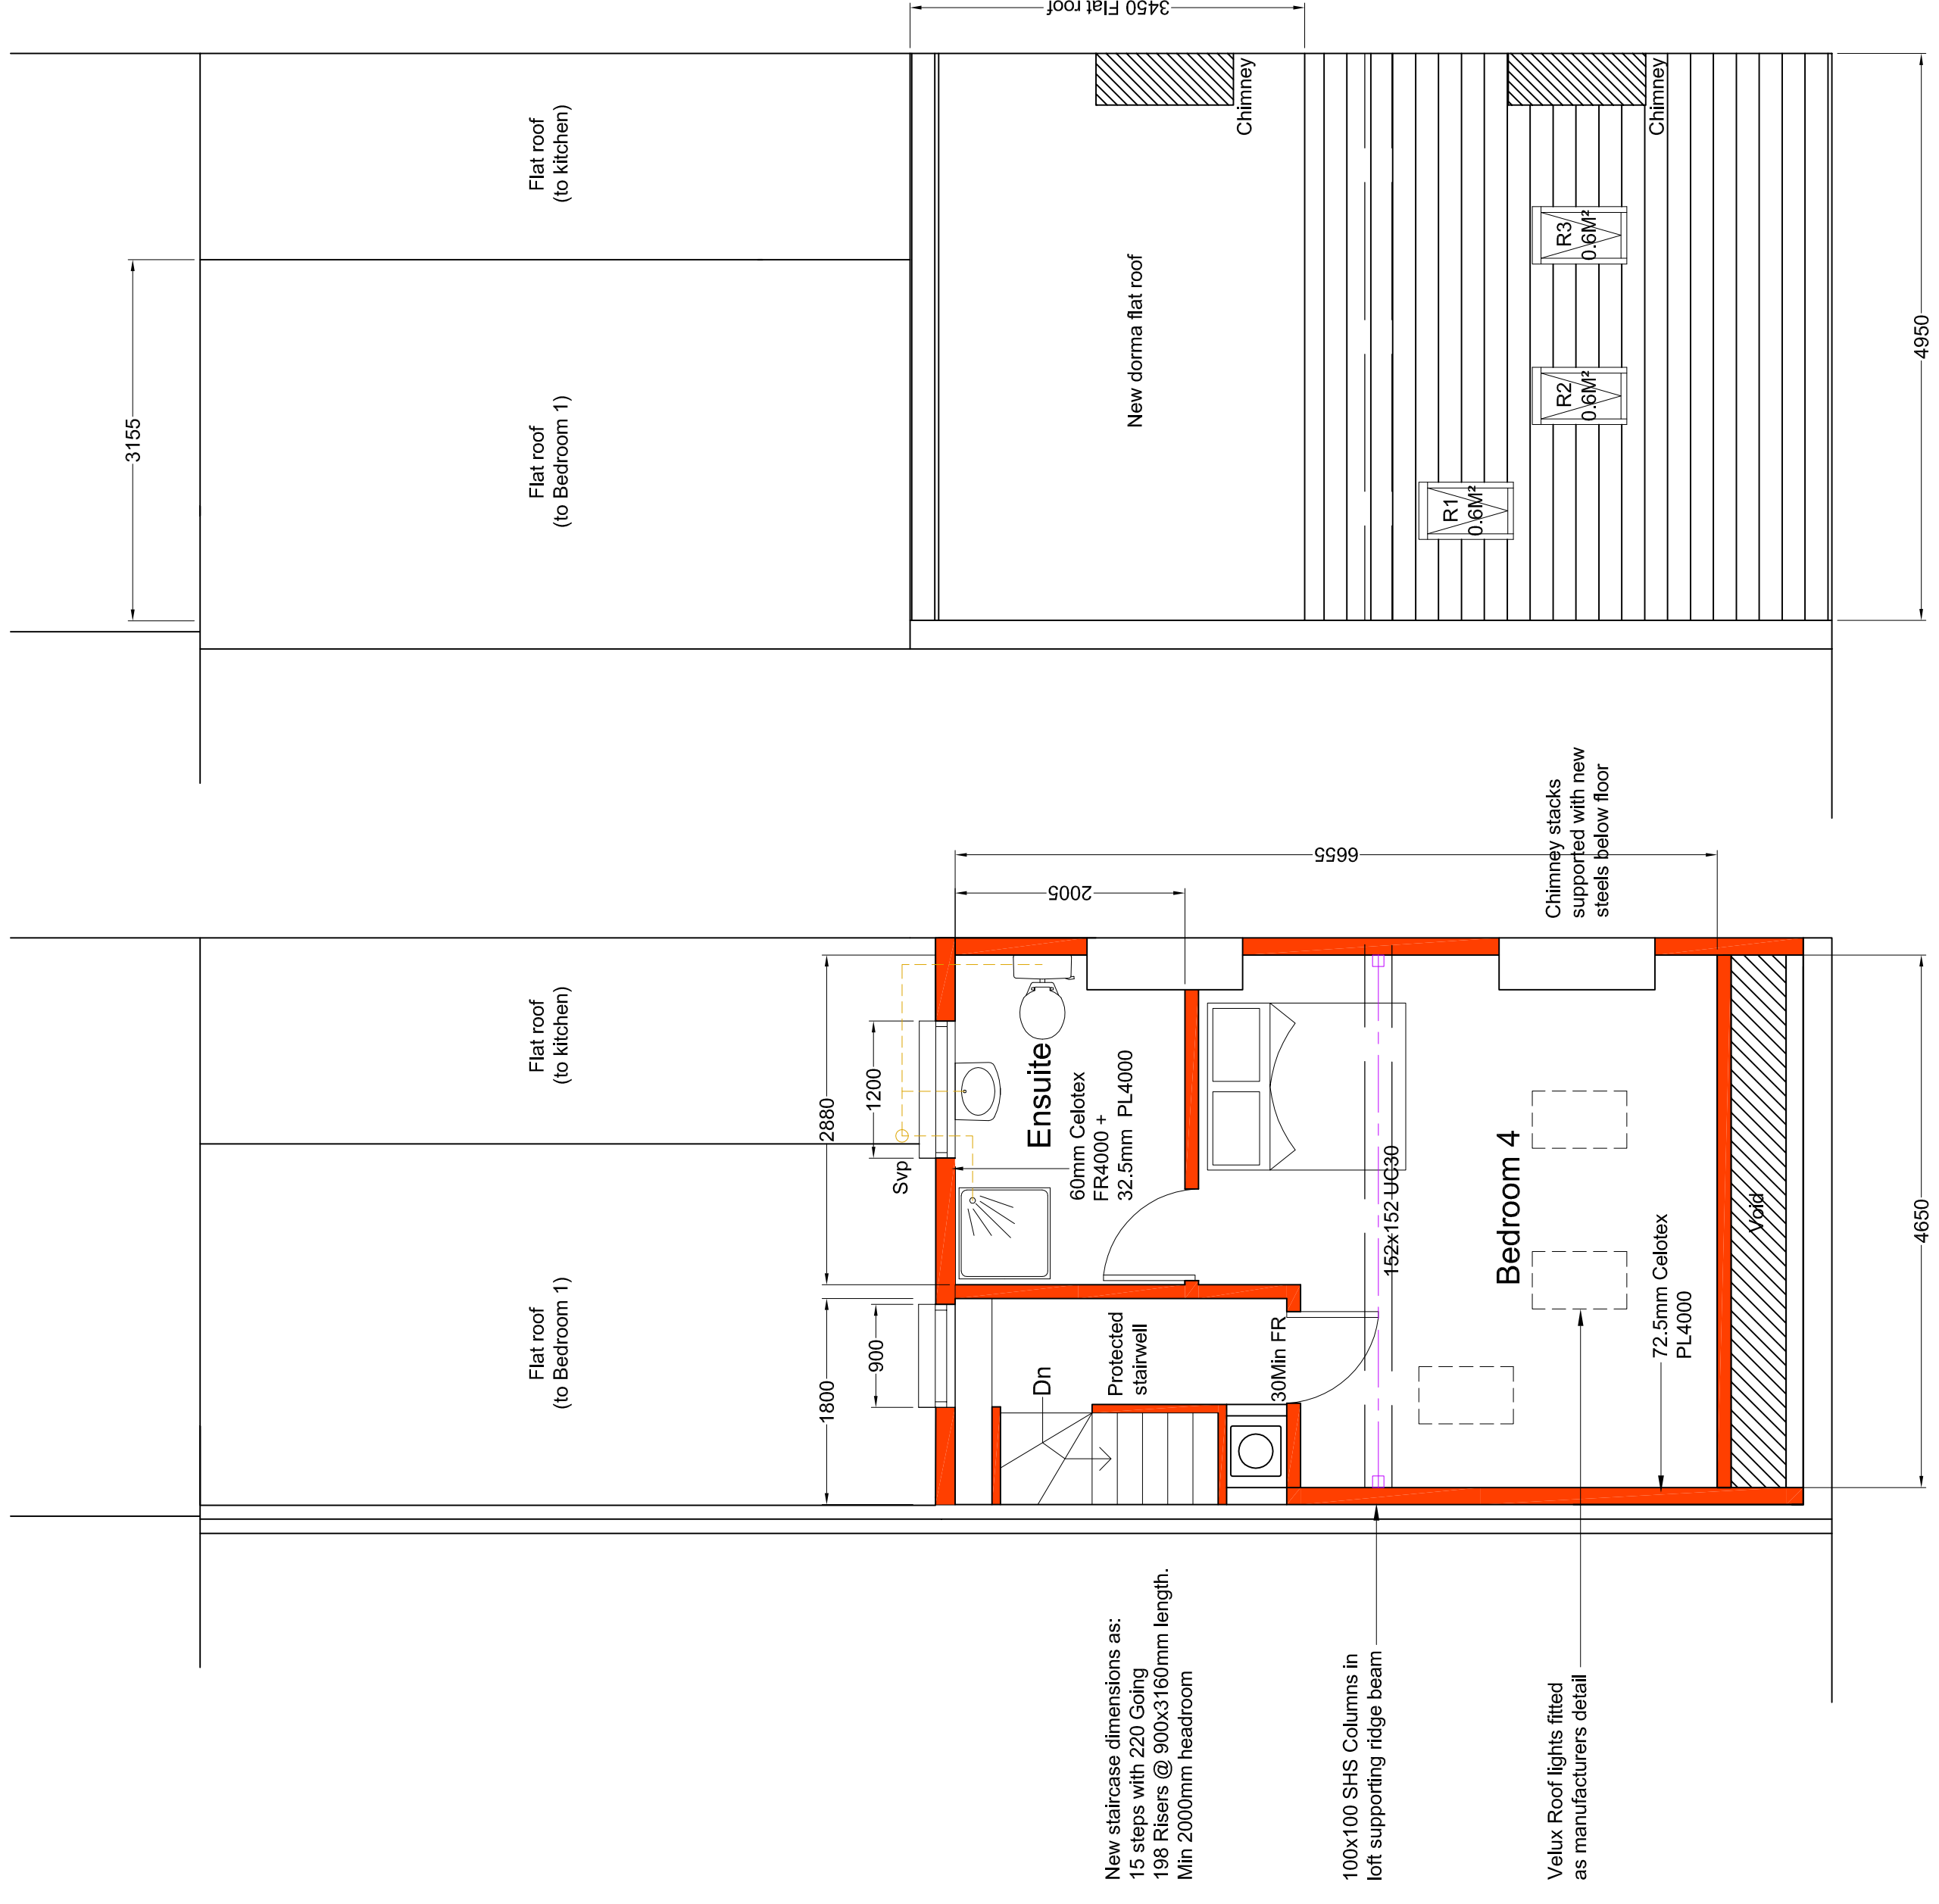 3450 Flat roof
Flat roof
(to kitchen)
Chimney
Chimney
3155
Flat roof
(to Bedroom 1)
New dorma flat roof
R3
0.6M²
R2
0.6M²
R1
0.6M²
4950
Chimney stacks
supported with new
steels below floor
6655
2005
Flat roof
(to kitchen)
2880
1200
Svp
Ensuite
60mm Celotex
FR4000 +
32.5mm PL4000
152x152 UC30
Bedroom 4
Void
4650
72.5mm Celotex
PL4000
Flat roof
(to Bedroom 1)
1800
900
Dn
Protected
stairwell
30Min FR
New staircase dimensions as:
15 steps with 220 Going
198 Risers @ 900x3160mm length.
Min 2000mm headroom
100x100 SHS Columns in
loft supporting ridge beam
Velux Roof lights fitted
as manufacturers detail